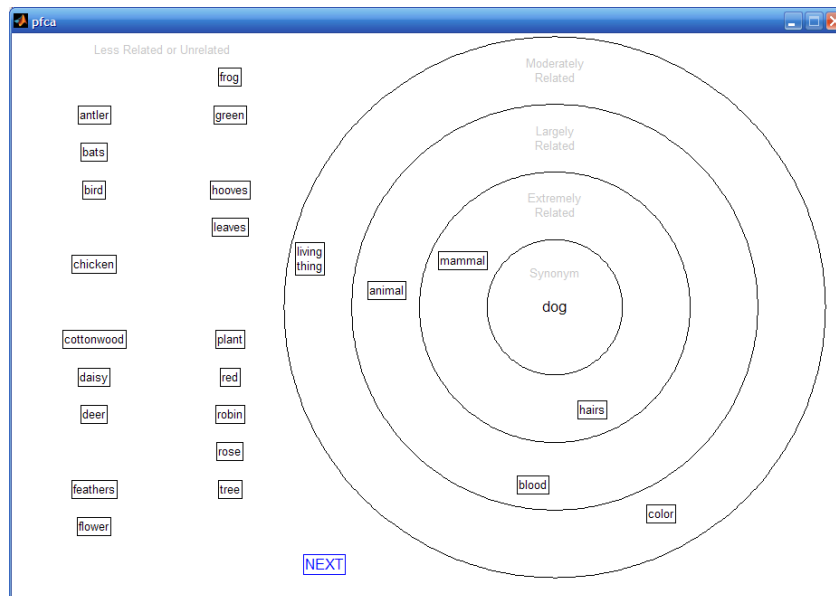 pfca
Less Related or Unrelated
frog
antler
green
bats
bird
hooves
leaves
chicken
cottonwood
plant
daisy
red
deer
robin
rose
feathers
tree
flower
Moderately
Related
Largely
Related
Extremely
Related
Synonym
dog
living
thing
animal
mammal
hairs
blood
color
NEXT